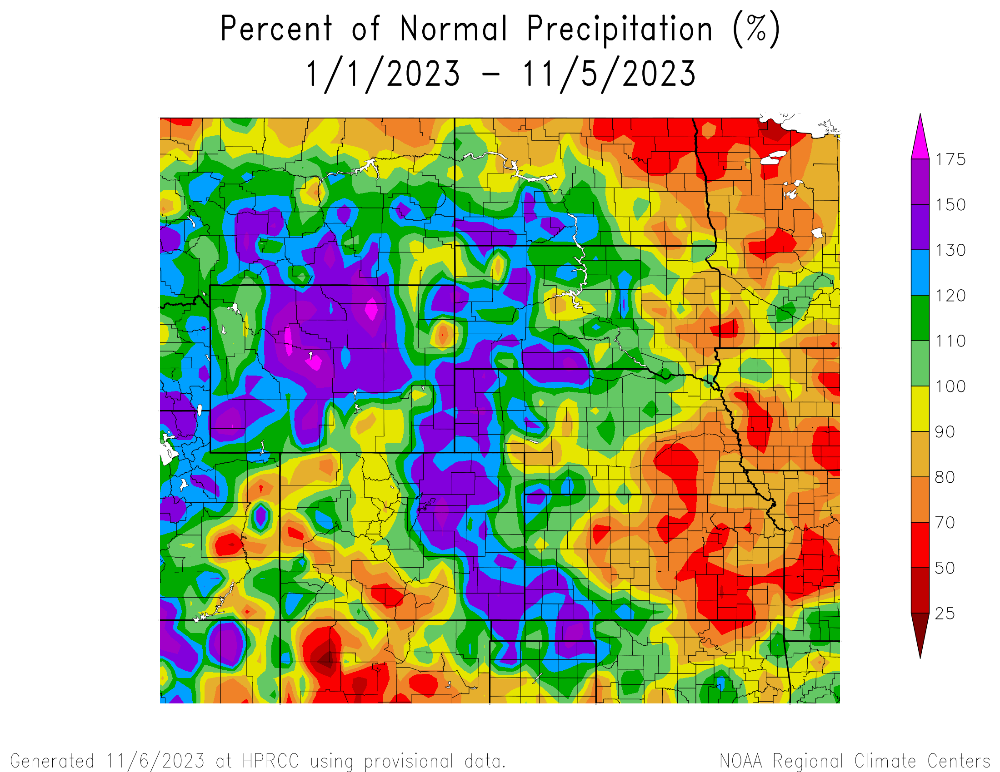 Percent of Normal Precipitation (%)
1/1/2023 – 11/5/2023
175
150
130
120
110
100
90
80
70
50
25
Generated 11/6/2023 at HPRCC using provisional data.
NOAA Regional Climate Centers